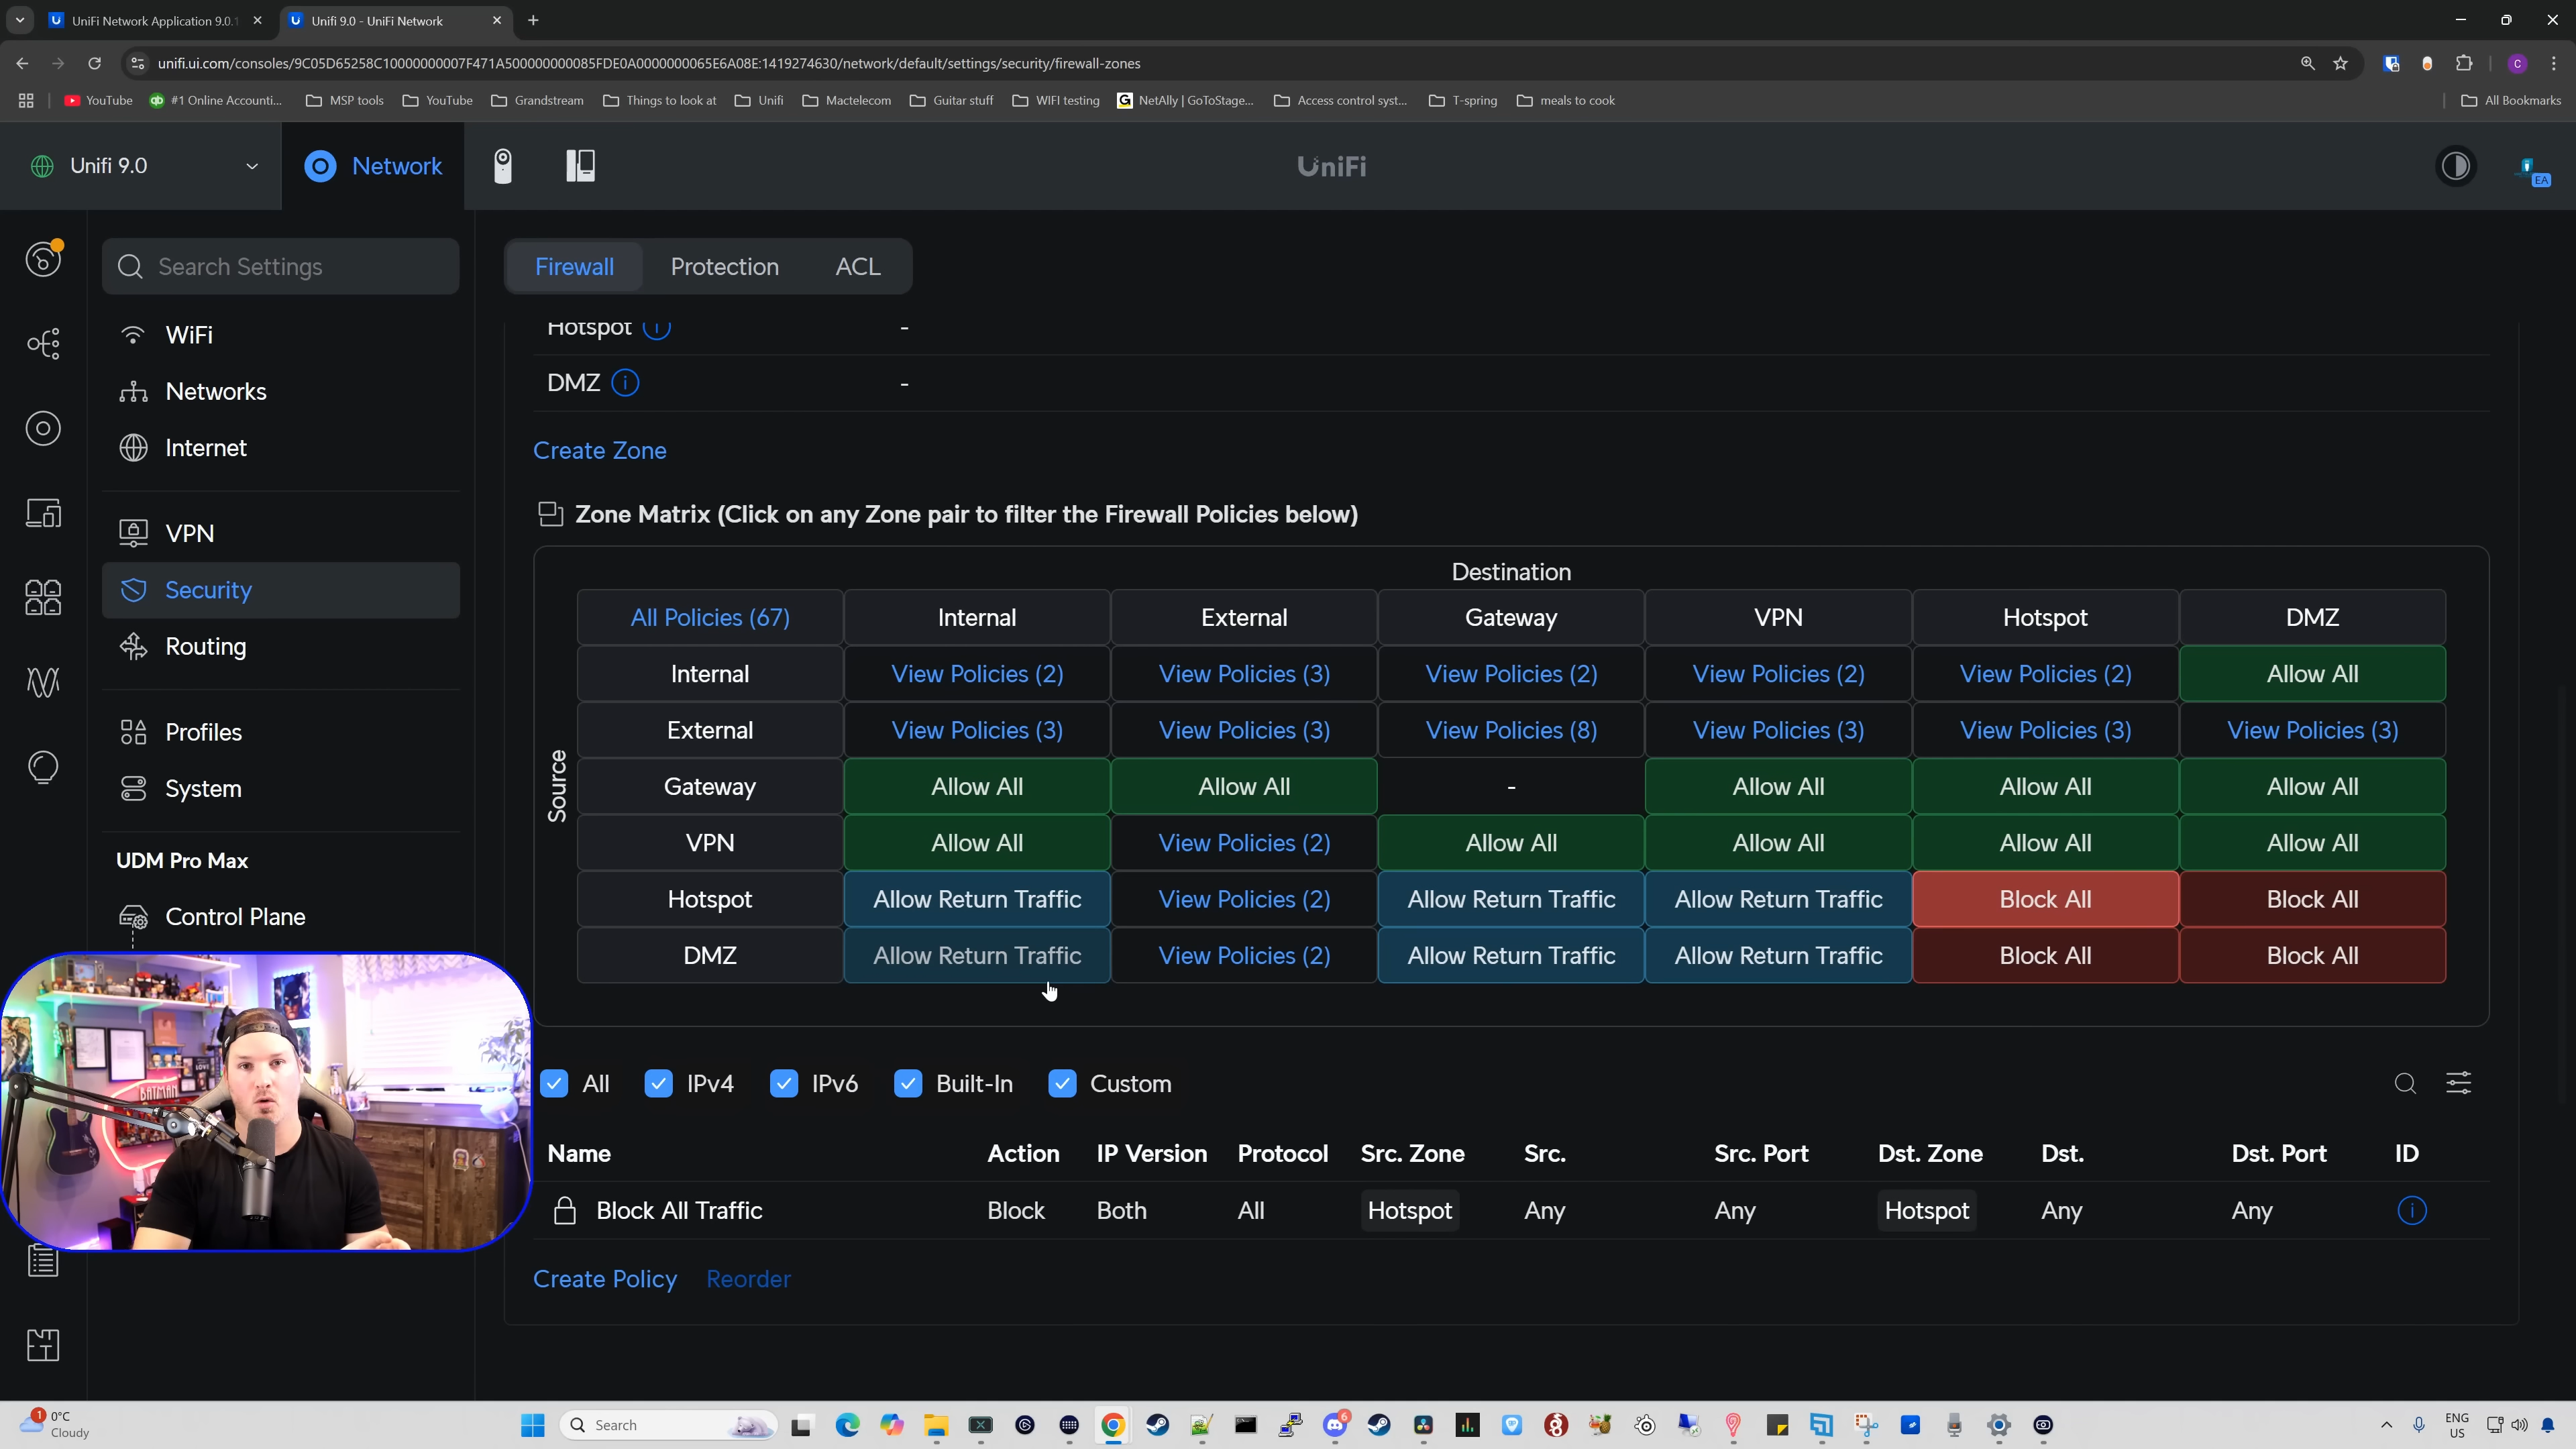 UniFi Network Application 9.0.1
Unifi 9.0 - UniFi Network
unifi.ui.com/consoles/9C05D65258C10000000007F471A500000000085FDE0A0000000065E6A08E:1419274630/network/default/settings/security/firewall-zones
YouTube #1 Online Accounti... MSP tools YouTube Grandstream Things to look at Unifi Mactelecom Guitar stuff WIFI testing NetAlly | GoToStage... Access control syst... T-spring meals to cook All Bookmarks
Unifi 9.0 Network UniFi EA
Search Settings
WiFi
Networks
Internet
VPN
Security
Routing
Profiles
System
UDM Pro Max
Control Plane
Firewall Protection ACL
Hotspot -
DMZ -
Create Zone
Zone Matrix (Click on any Zone pair to filter the Firewall Policies below)
Destination
Source
All Policies (67) Internal External Gateway VPN Hotspot DMZ
Internal View Policies (2) View Policies (3) View Policies (2) View Policies (2) View Policies (2) Allow All
External View Policies (3) View Policies (3) View Policies (8) View Policies (3) View Policies (3) View Policies (3)
Gateway Allow All Allow All - Allow All Allow All Allow All
VPN Allow All View Policies (2) Allow All Allow All Allow All Allow All
Hotspot Allow Return Traffic View Policies (2) Allow Return Traffic Allow Return Traffic Block All Block All
DMZ Allow Return Traffic View Policies (2) Allow Return Traffic Allow Return Traffic Block All Block All
All IPv4 IPv6 Built-In Custom
Name Action IP Version Protocol Src. Zone Src. Src. Port Dst. Zone Dst. Dst. Port ID
Block All Traffic Block Both All Hotspot Any Any Hotspot Any Any
Create Policy Reorder
BATMAN
1
0°C
Cloudy
Search
6
ENG
US